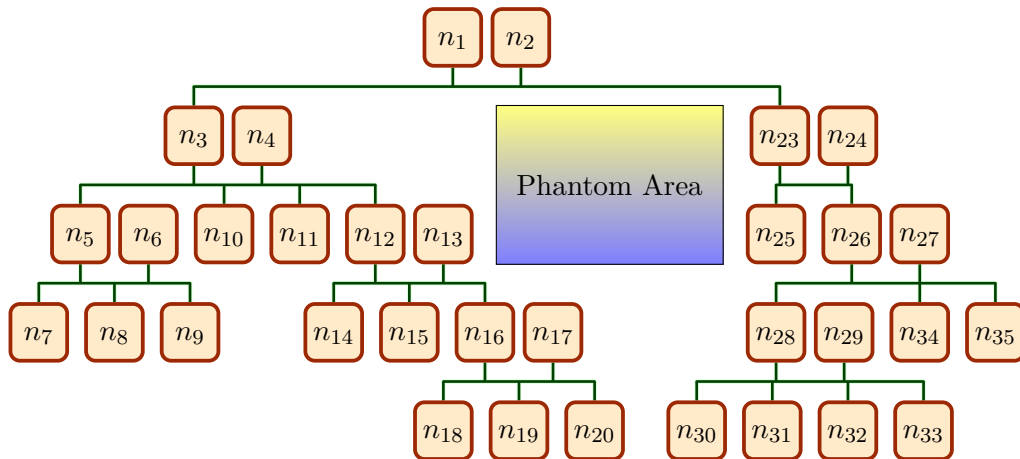 n1 n2
n3 n4 n23 n24
Phantom Area
n5 n6 n10 n11 n12 n13 n25 n26 n27
n7 n8 n9 n14 n15 n16 n17 n28 n29 n34 n35
n18 n19 n20 n30 n31 n32 n33